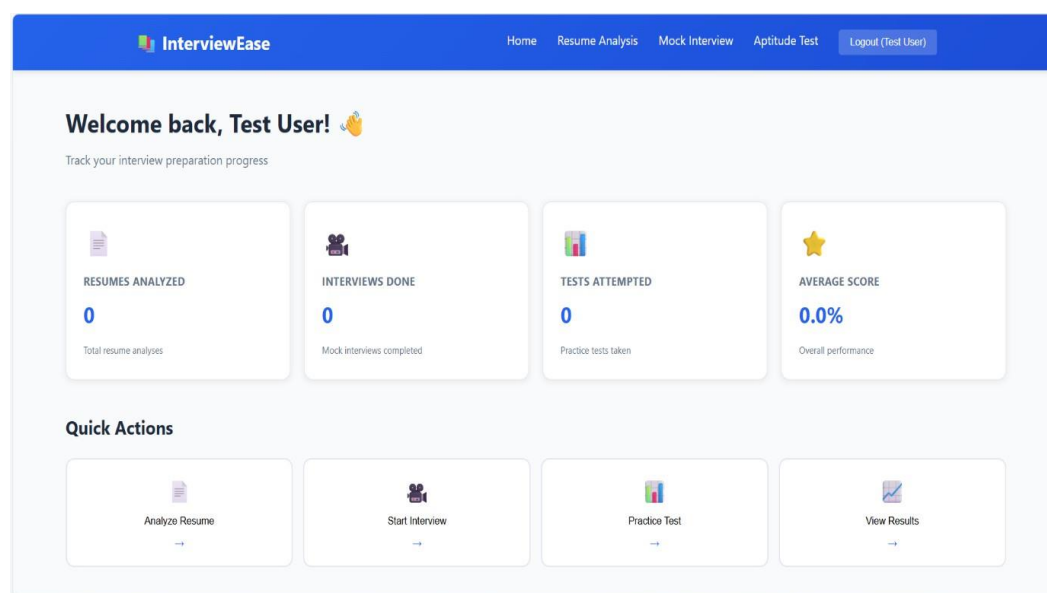 InterviewEase
Home Resume Analysis Mock Interview Aptitude Test Logout (Test User)
Welcome back, Test User!
Track your interview preparation progress
RESUMES ANALYZED
0
Total resume analyses
INTERVIEWS DONE
0
Mock interviews completed
TESTS ATTEMPTED
0
Practice tests taken
AVERAGE SCORE
0.0%
Overall performance
Quick Actions
Analyze Resume
→
Start Interview
→
Practice Test
→
View Results
→